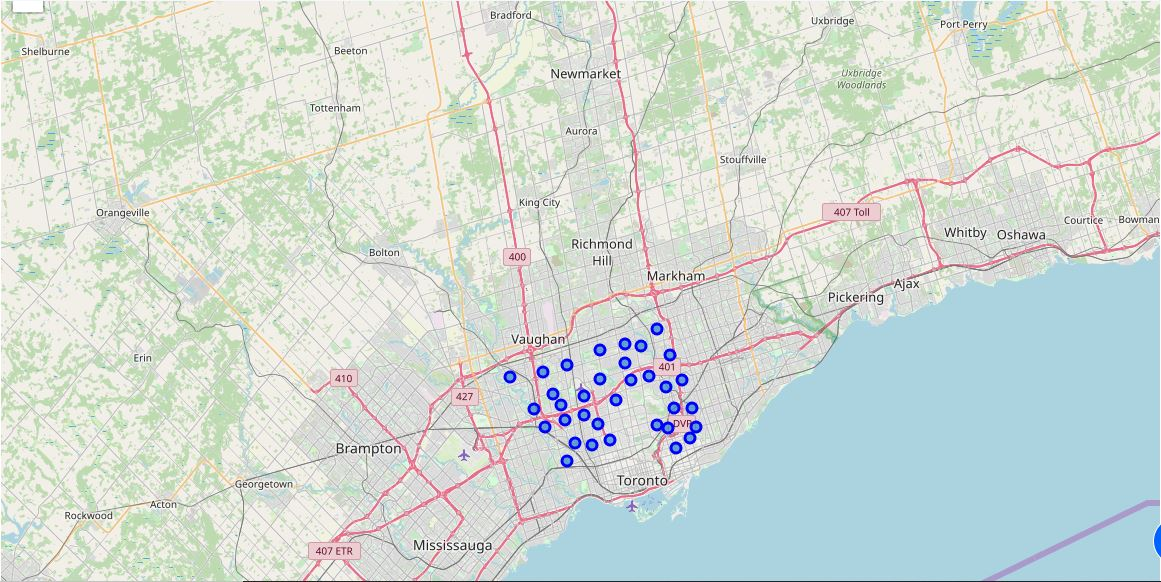 Bradford
Shelburne
Beeton
Uxbridge
Port Perry
Newmarket
Uxbridge
Woodlands
Tottenham
Aurora
Stouffville
King City
Orangeville
407 Toll
Courtice
Bowman
Whitby
Oshawa
Richmond
Hill
Bolton
400
Markham
Ajax
Pickering
Vaughan
Erin
401
410
427
DVP
Brampton
Toronto
Georgetown
Acton
Rockwood
Mississauga
407 ETR